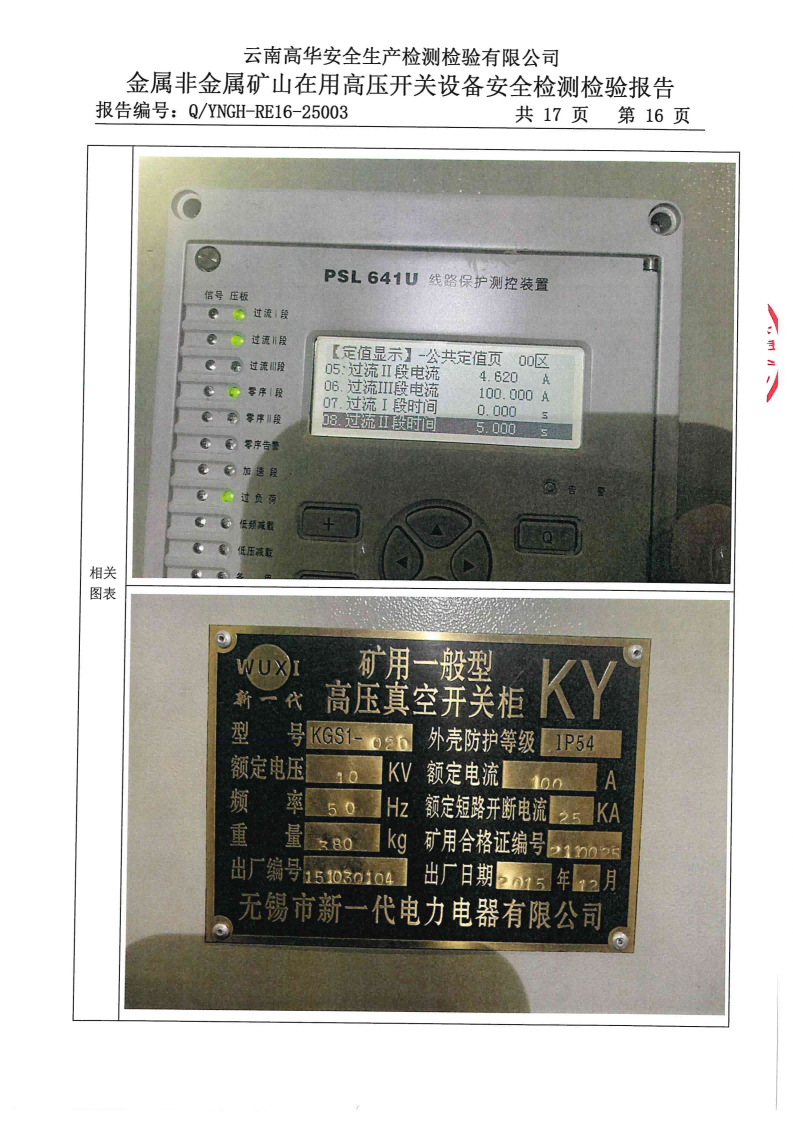 云南高华安全生产检测检验有限公司
金属非金属矿山在用高压开关设备安全检测检验报告
报告编号：Q/YNGH-RE16-25003 共 17 页 第 16 页
相关
图表
PSL 641U 线路保护测控装置
信号 压板
过流Ⅰ段
过流Ⅱ段
过流Ⅲ段
零序Ⅰ段
零序Ⅱ段
零序告警
加速段
过负荷
低频减载
低压减载
【定值显示】-公共定值页 00区
05.过流Ⅱ段电流 4.620 A
06.过流Ⅲ段电流 100.000 A
07.过流Ⅰ段时间 0.000 s
08.过流Ⅱ段时间 5.000 s
告 警
+
Q
WUXI
新一代
矿用一般型
高压真空开关柜
KY
型 号 KGS1- 外壳防护等级 IP54
额定电压 10 KV 额定电流 100 A
频 率 50 Hz 额定短路开断电流 25 KA
重 量 380 kg 矿用合格证编号
出厂编号 151030104 出厂日期 2015 年 12 月
无锡市新一代电力电器有限公司